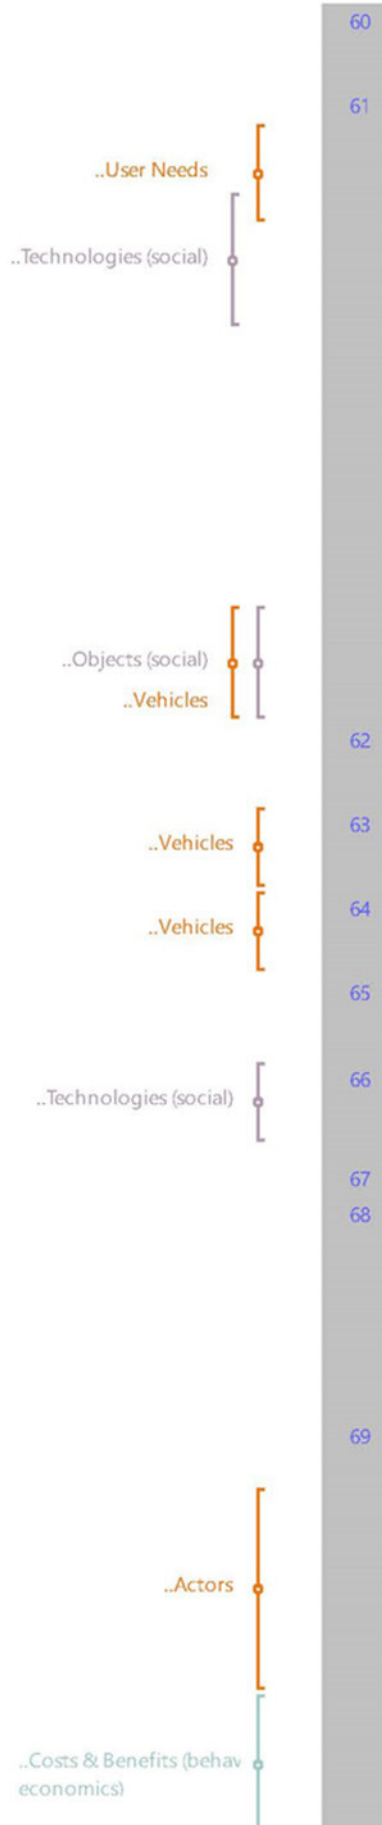 60
61
..User Needs
..Technologies (social)
..Objects (social)
..Vehicles
62
63
..Vehicles
64
..Vehicles
65
66
..Technologies (social)
67
68
69
..Actors
..Costs & Benefits (behav
economics)